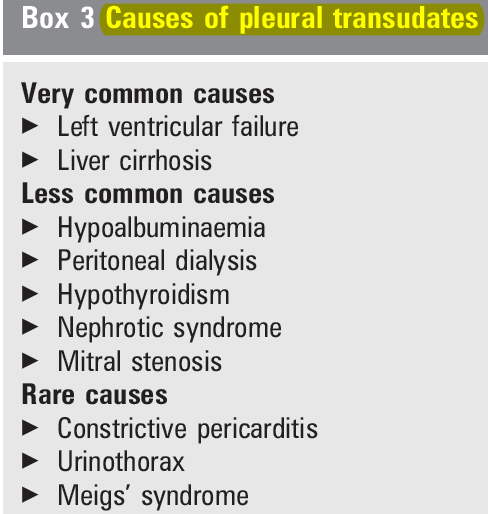 Box 3 Causes of pleural transudates
Very common causes
► Left ventricular failure
► Liver cirrhosis
Less common causes
► Hypoalbuminaemia
► Peritoneal dialysis
► Hypothyroidism
► Nephrotic syndrome
► Mitral stenosis
Rare causes
► Constrictive pericarditis
► Urinothorax
► Meigs’ syndrome